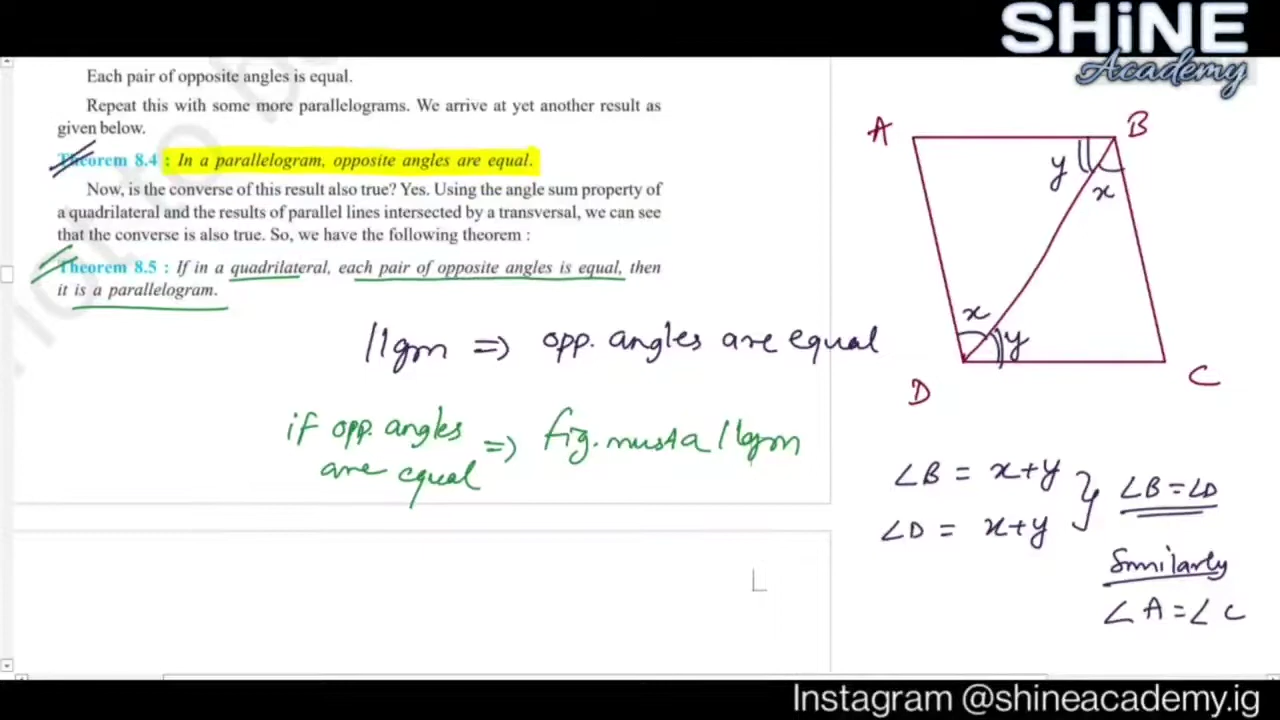 SHiNE
Academy
Each pair of opposite angles is equal.
Repeat this with some more parallelograms. We arrive at yet another result as
given below.
Theorem 8.4 : In a parallelogram, opposite angles are equal.
Now, is the converse of this result also true? Yes. Using the angle sum property of
a quadrilateral and the results of parallel lines intersected by a transversal, we can see
that the converse is also true. So, we have the following theorem :
Theorem 8.5 : If in a quadrilateral, each pair of opposite angles is equal, then
it is a parallelogram.
//gm => opp. angles are equal
if opp. angles
are equal => fig. must a //gm
A
B
y
x
x
y
D
C
∠B = x+y
∠D = x+y
} ∠B = ∠D
Similarly
∠A = ∠C
Instagram @shineacademy.ig